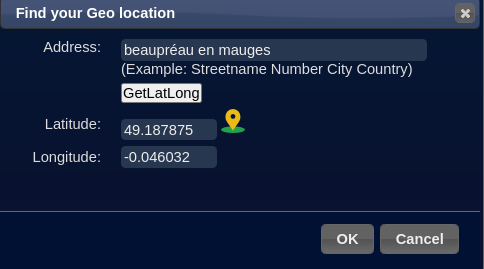 Find your Geo location
Address: beaupréau en mauges
(Example: Streetname Number City Country)
GetLatLong
Latitude: 49.187875
Longitude: -0.046032
OK Cancel